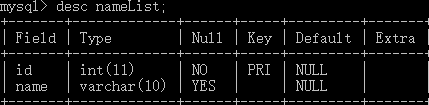 mysql> desc nameList;
+-------+-------------+------+-----+---------+-------+
| Field | Type        | Null | Key | Default | Extra |
+-------+-------------+------+-----+---------+-------+
| id    | int(11)     | NO   | PRI | NULL    |       |
| name  | varchar(10) | YES  |     | NULL    |       |
+-------+-------------+------+-----+---------+-------+